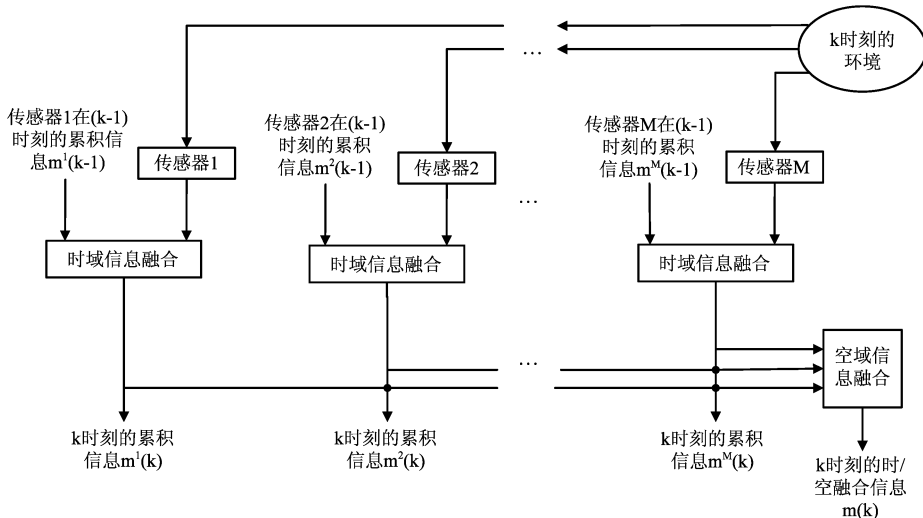 …
k时刻的
环境
…
传感器1在(k-1)
时刻的累积信
息m¹(k-1)
传感器1
传感器2在(k-1)
时刻的累积
信息m²(k-1)
传感器2
传感器M在(k-1)
时刻的累积
信息mᴹ(k-1)
传感器M
…
时域信息融合
时域信息融合
时域信息融合
…
空域信
息融合
k时刻的累积
信息m¹(k)
k时刻的累积
信息m²(k)
k时刻的累积
信息mᴹ(k)
k时刻的时/
空融合信息
m(k)